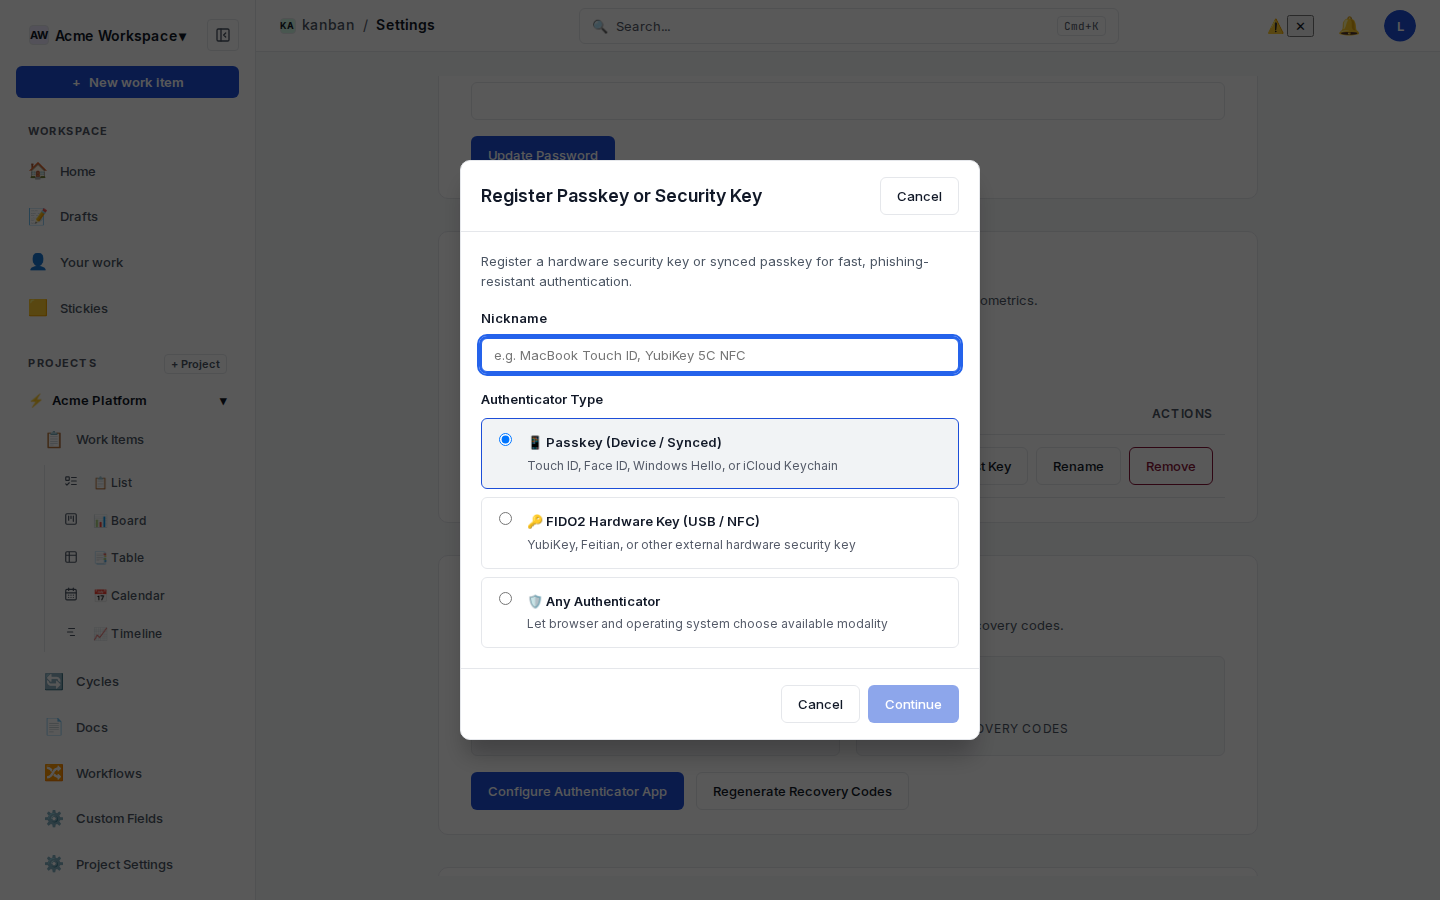 AW Acme Workspace ▾
+ New work item
WORKSPACE
Home
Drafts
Your work
Stickies
PROJECTS
+ Project
Acme Platform ▾
Work Items
List
Board
Table
Calendar
Timeline
Cycles
Docs
Workflows
Custom Fields
Project Settings
KA kanban / Settings
Search...
Cmd+K
L
Update Password
Register Passkey or Security Key
Cancel
Register a hardware security key or synced passkey for fast, phishing-
resistant authentication.
Nickname
e.g. MacBook Touch ID, YubiKey 5C NFC
Authenticator Type
Passkey (Device / Synced)
Touch ID, Face ID, Windows Hello, or iCloud Keychain
FIDO2 Hardware Key (USB / NFC)
YubiKey, Feitian, or other external hardware security key
Any Authenticator
Let browser and operating system choose available modality
Cancel
Continue
ACTIONS
Key
Rename
Remove
codes.
CODES
Configure Authenticator App
Regenerate Recovery Codes